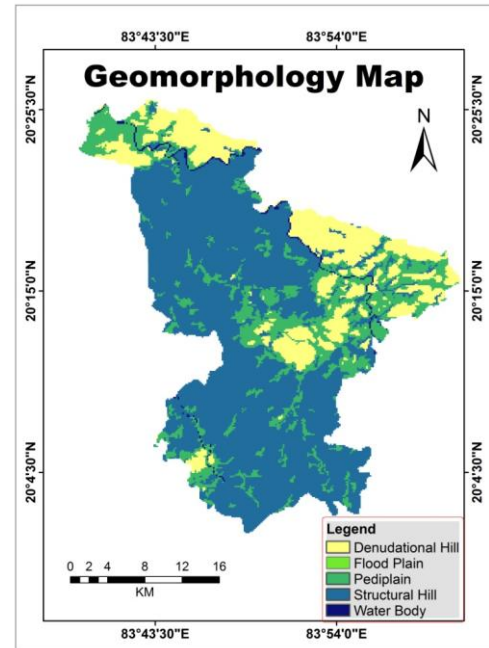 83°43'30"E 83°54'0"E
Geomorphology Map
20°25'30"N 20°25'30"N
N
20°15'0"N 20°15'0"N
20°4'30"N 20°4'30"N
Legend
Denudational Hill
Flood Plain
Pediplain
Structural Hill
Water Body
0 2 4 8 12 16
KM
83°43'30"E 83°54'0"E